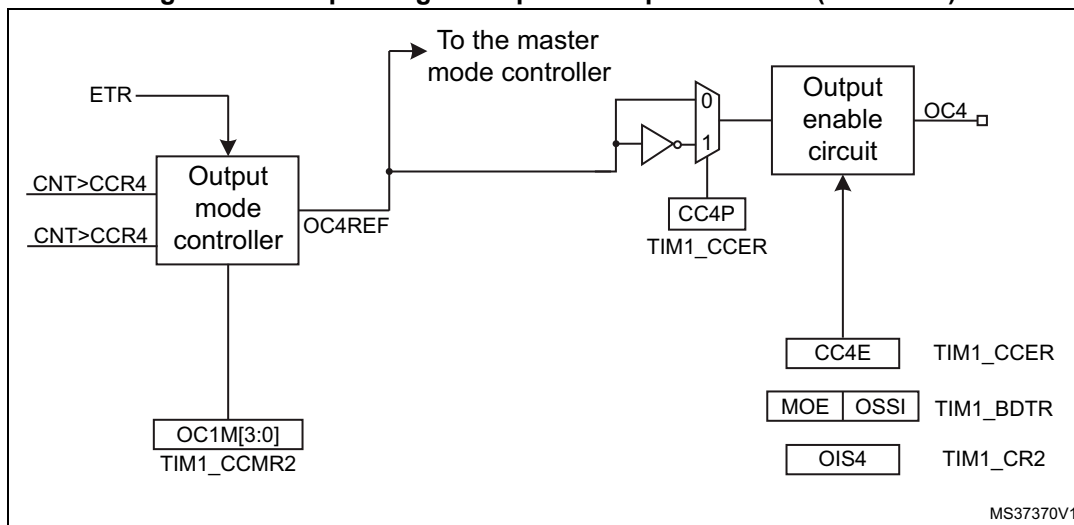 To the master
mode controller
ETR
0
1
Output
enable
circuit
OC4
CNT>CCR4
CNT>CCR4
Output
mode
controller
OC4REF
CC4P
TIM1_CCER
CC4E
TIM1_CCER
MOE
OSSI
TIM1_BDTR
OIS4
TIM1_CR2
OC1M[3:0]
TIM1_CCMR2
MS37370V1